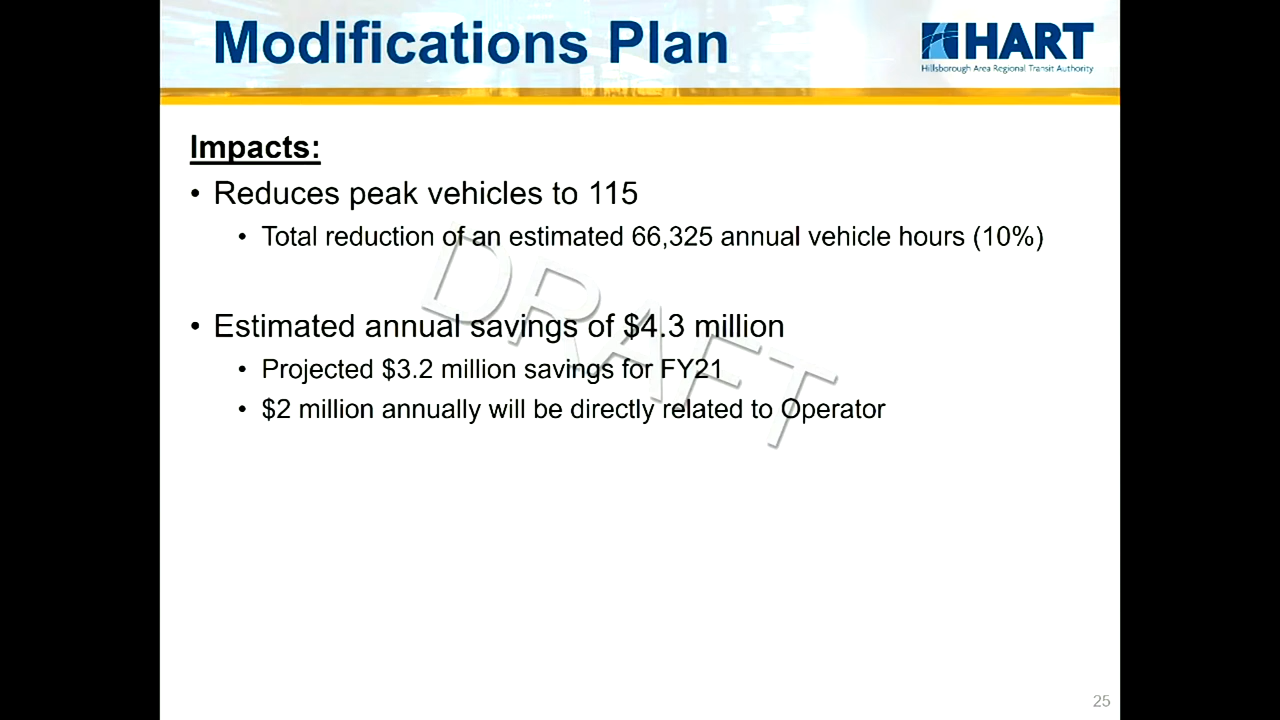 Modifications Plan
HART
Hillsborough Area Regional Transit Authority
Impacts:
• Reduces peak vehicles to 115
• Total reduction of an estimated 66,325 annual vehicle hours (10%)
• Estimated annual savings of $4.3 million
• Projected $3.2 million savings for FY21
• $2 million annually will be directly related to Operator
DRAFT
25